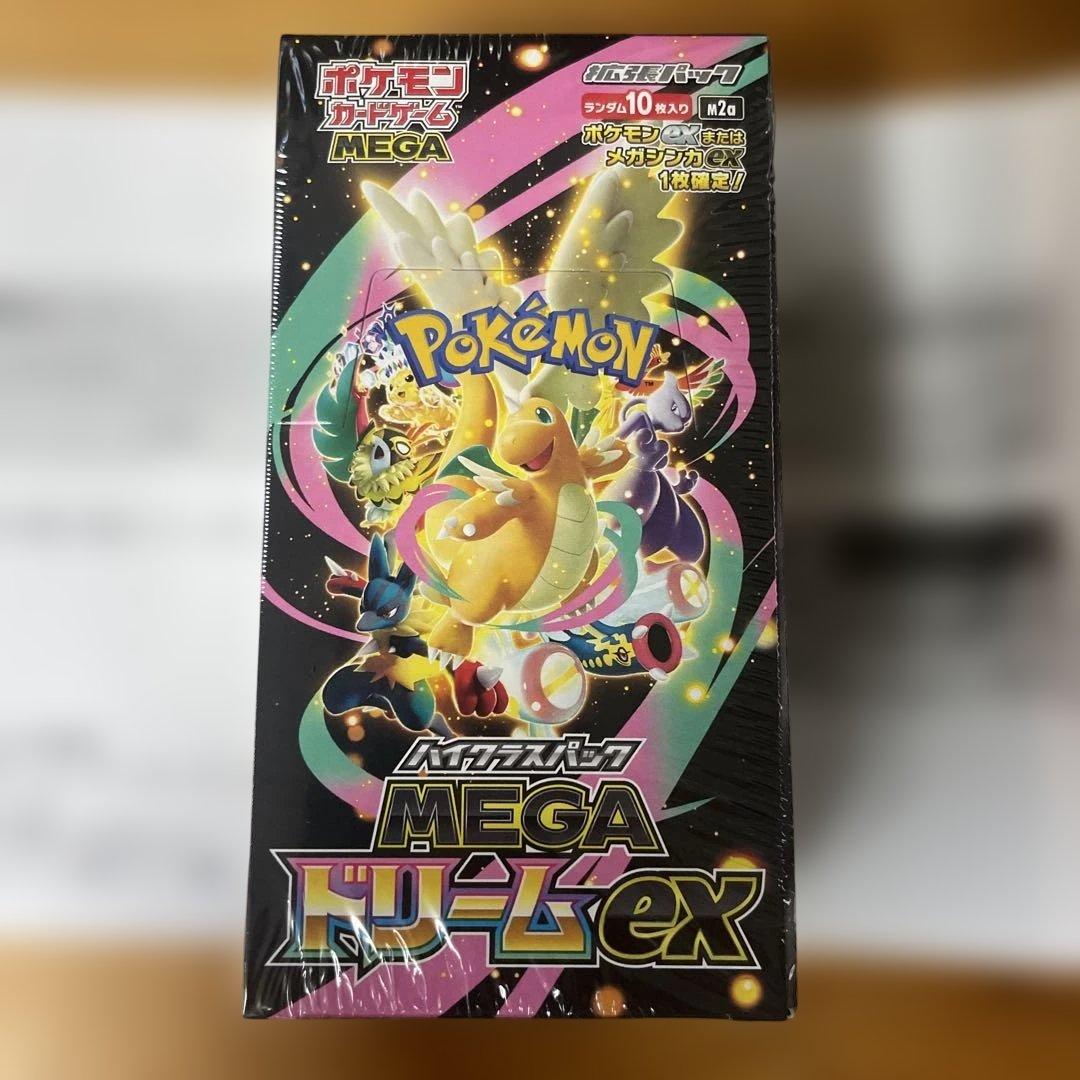 ポケモン
カードゲーム
MEGA
拡張パック
ランダム10枚入り M2a
ポケモンexまたは
メガシンカex
1枚確定!
POKéMON
TM
ハイクラスパック
MEGA
ドリームex